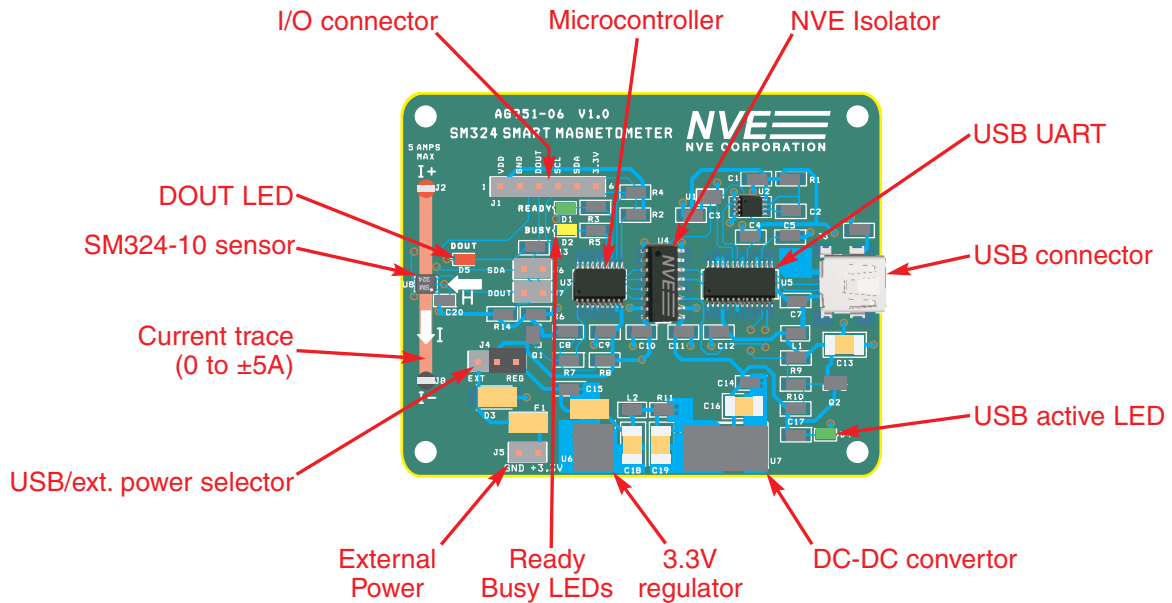 I/O connector
Microcontroller
NVE Isolator
USB UART
USB connector
USB active LED
DC-DC convertor
3.3V
regulator
Ready
Busy LEDs
External
Power
USB/ext. power selector
Current trace
(0 to ±5A)
SM324-10 sensor
DOUT LED
AG951-06 V1.0
SM324 SMART MAGNETOMETER
NVE
NVE CORPORATION
5 AMPS
MAX
I+
J2
VDD
GND
DOUT
SCL
SDA
3.3V
1
6
J1
READY
D1
R3
R4
R2
BUSY
D2
R5
DOUT
D5
SDA
DOUT
U8
SM
324
H
C20
I
J8
I-
R14
R6
U3
U4
NVE
U5
U1
C3
C1
U2
R1
C2
C4
C5
C7
L1
C13
R9
R10
Q2
C17
C14
C16
C12
C11
C10
C9
C8
R7
R8
Q1
J4
EXT
REG
D3
F1
C15
J5
GND
L2
R11
U6
C18
C19
U7